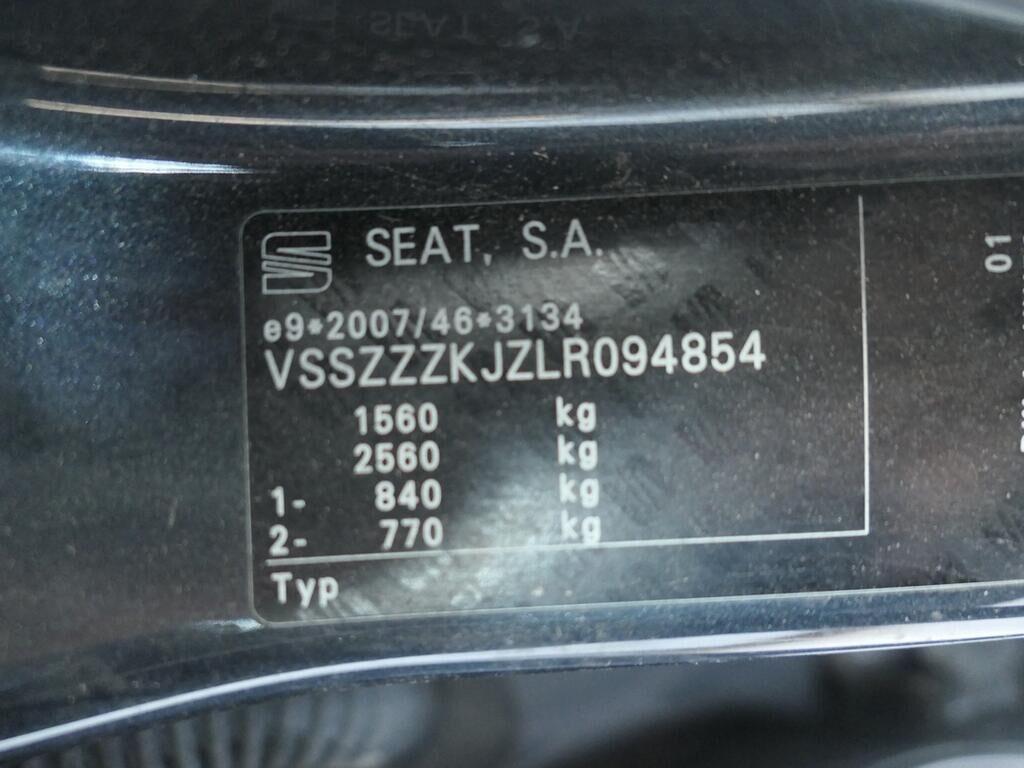 SEAT, S.A.
e9*2007/46*3134
VSSZZZKJZLR094854
1560 kg
2560 kg
1- 840 kg
2- 770 kg
Typ
01